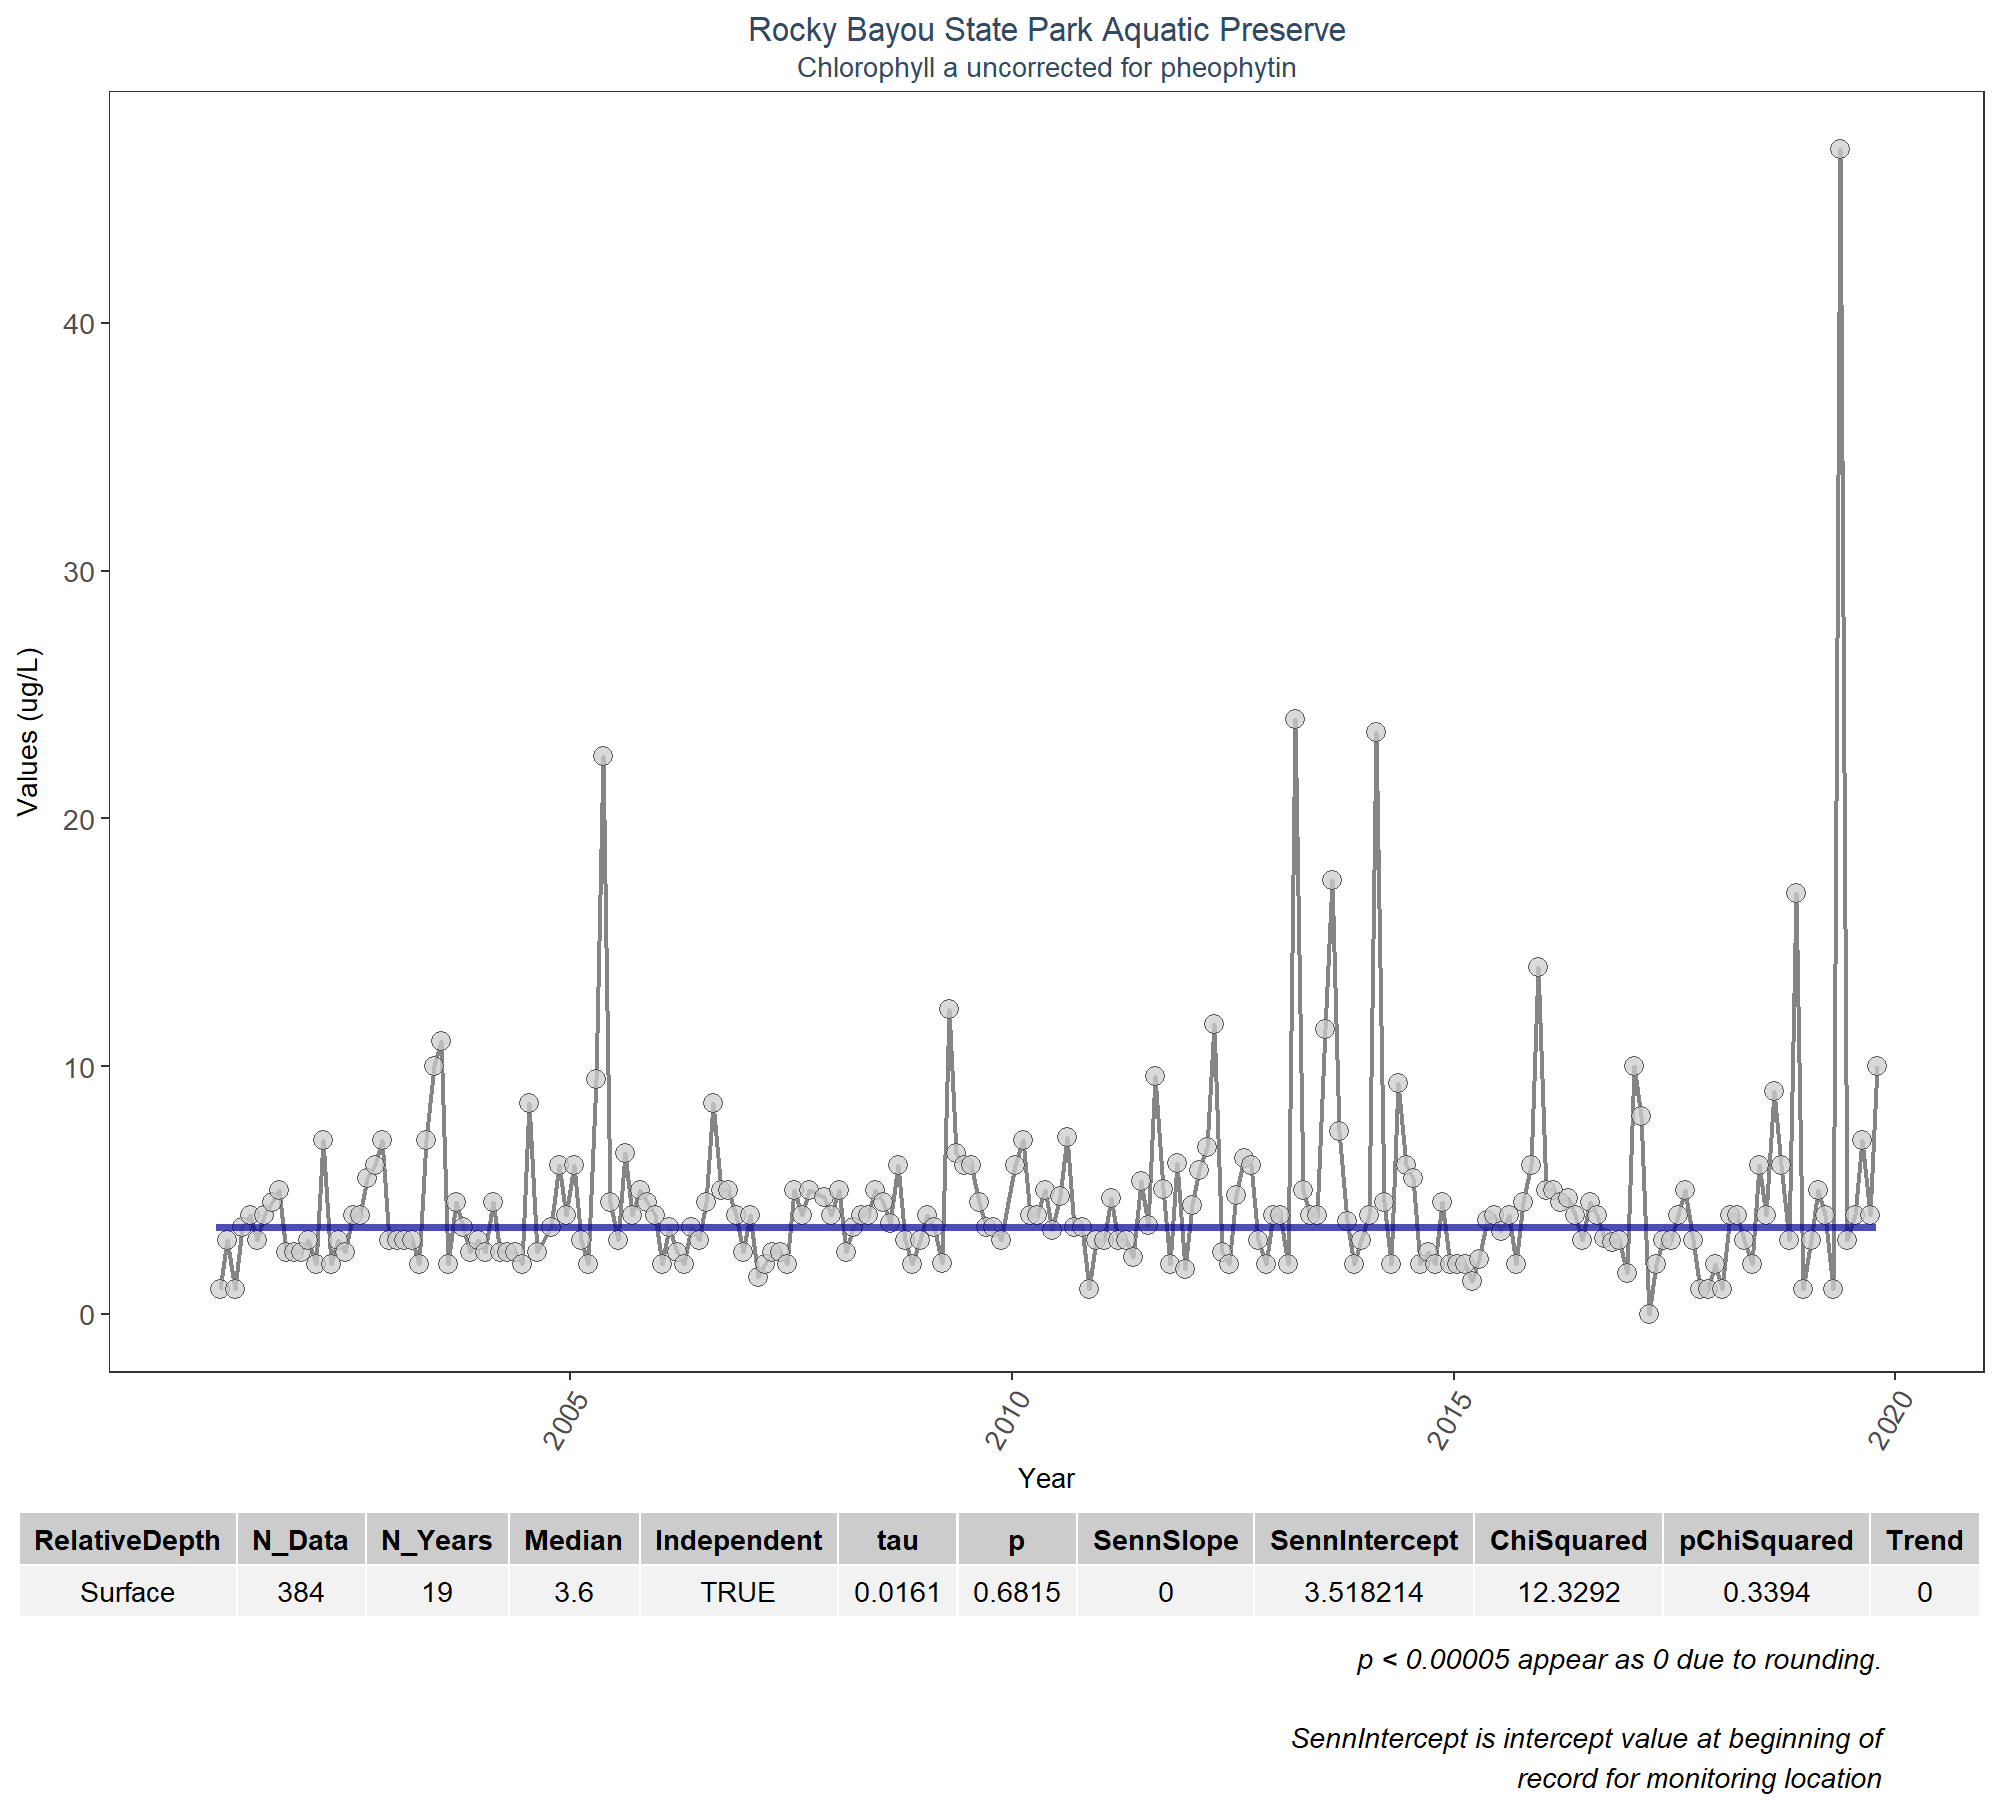 Rocky Bayou State Park Aquatic Preserve
Chlorophyll a uncorrected for pheophytin
Values (ug/L)
40
30
20
10
0
2005
2010
2015
2020
Year
RelativeDepth N_Data N_Years Median Independent tau p SennSlope SennIntercept ChiSquared pChiSquared Trend
Surface 384 19 3.6 TRUE 0.0161 0.6815 0 3.518214 12.3292 0.3394 0
p < 0.00005 appear as 0 due to rounding.
SennIntercept is intercept value at beginning of
record for monitoring location